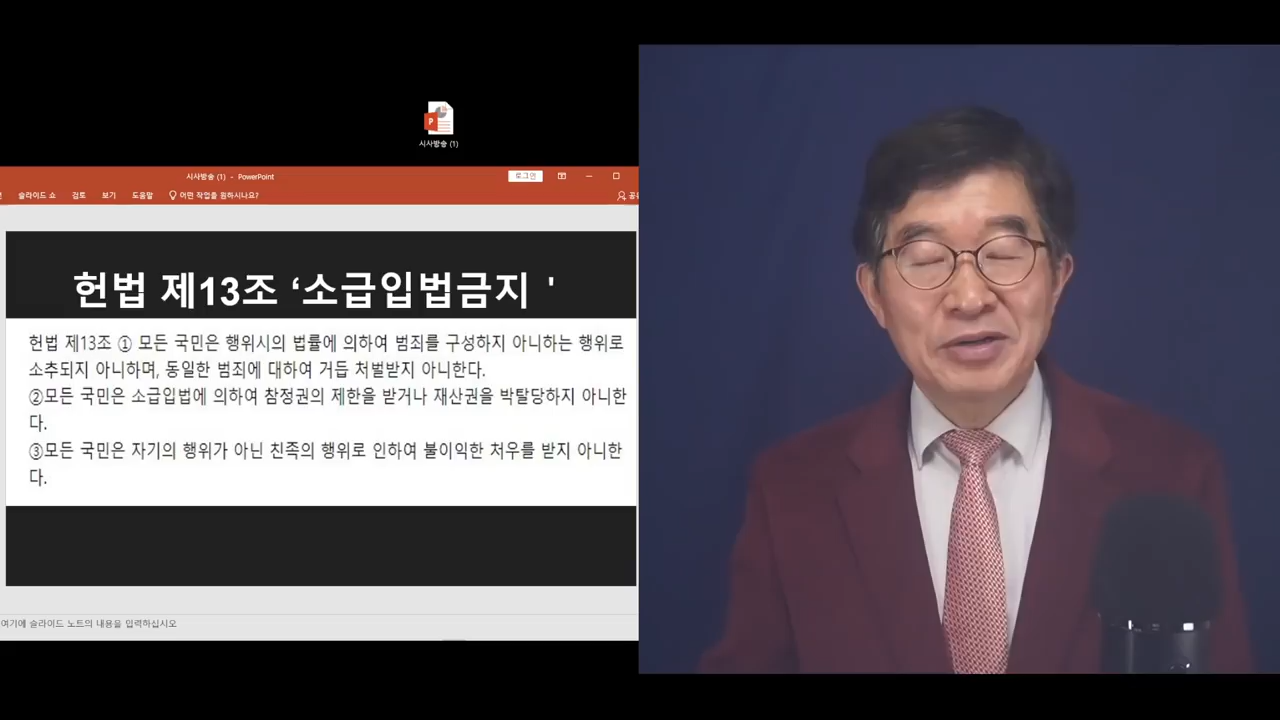 시사방송 (1)
시사방송 (1) - PowerPoint
로그인
슬라이드 쇼 검토 보기 도움말 어떤 작업을 원하시나요?
헌법 제13조 ‘소급입법금지 '
헌법 제13조 ① 모든 국민은 행위시의 법률에 의하여 범죄를 구성하지 아니하는 행위로
소추되지 아니하며, 동일한 범죄에 대하여 거듭 처벌받지 아니한다.
②모든 국민은 소급입법에 의하여 참정권의 제한을 받거나 재산권을 박탈당하지 아니한
다.
③모든 국민은 자기의 행위가 아닌 친족의 행위로 인하여 불이익한 처우를 받지 아니한
다.
여기에 슬라이드 노트의 내용을 입력하십시오